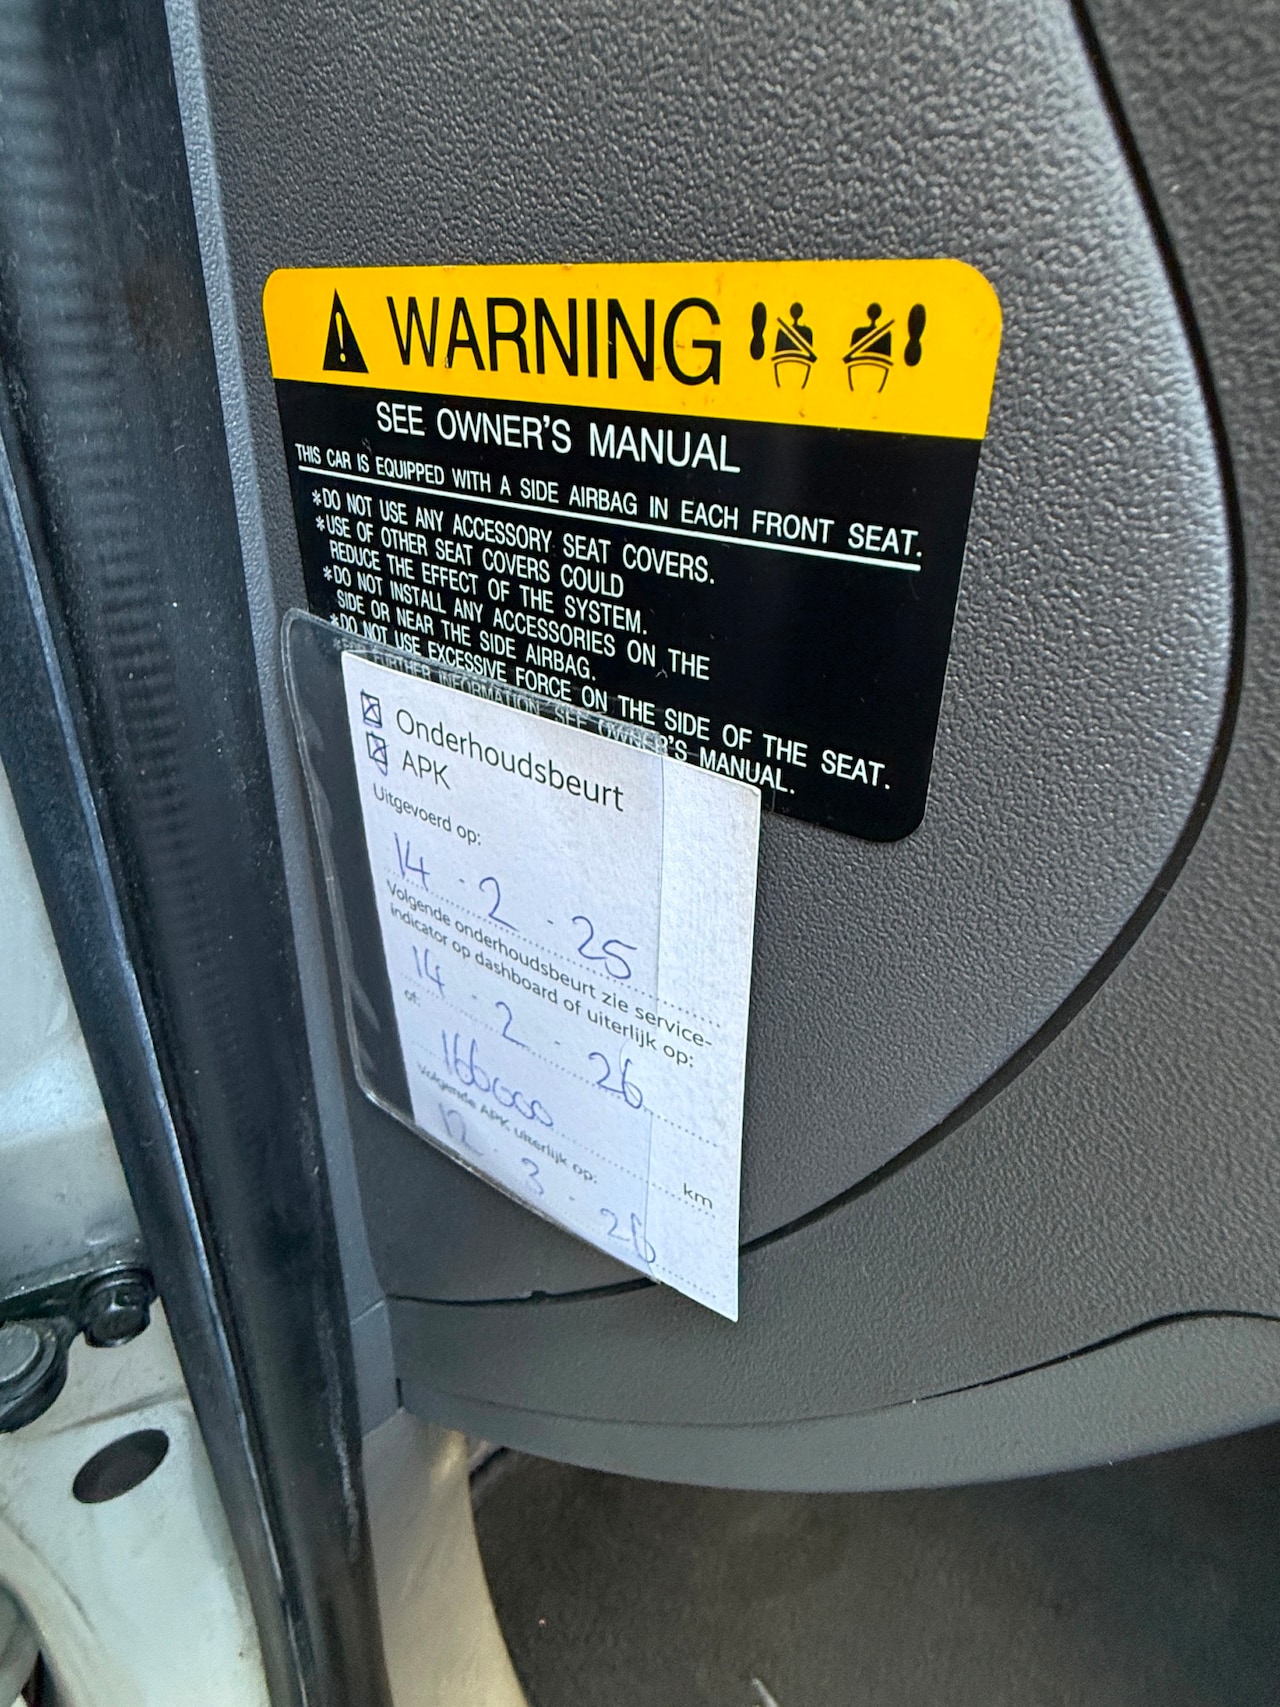 WARNING
SEE OWNER'S MANUAL
THIS CAR IS EQUIPPED WITH A SIDE AIRBAG IN EACH FRONT SEAT.
*DO NOT USE ANY ACCESSORY SEAT COVERS.
*USE OF OTHER SEAT COVERS COULD
REDUCE THE EFFECT OF THE SYSTEM.
*DO NOT INSTALL ANY ACCESSORIES ON THE
SIDE OR NEAR THE SIDE AIRBAG.
*DO NOT USE EXCESSIVE FORCE ON THE SIDE OF THE SEAT.
FURTHER INFORMATION, SEE OWNER'S MANUAL.
Onderhoudsbeurt
APK
Uitgevoerd op:
14 . 2 . 25
Volgende onderhoudsbeurt zie service-
indicator op dashboard of uiterlijk op:
14 . 2 . 26
of:
166000 km
Volgende APK uiterlijk op:
12 . 3 . 26